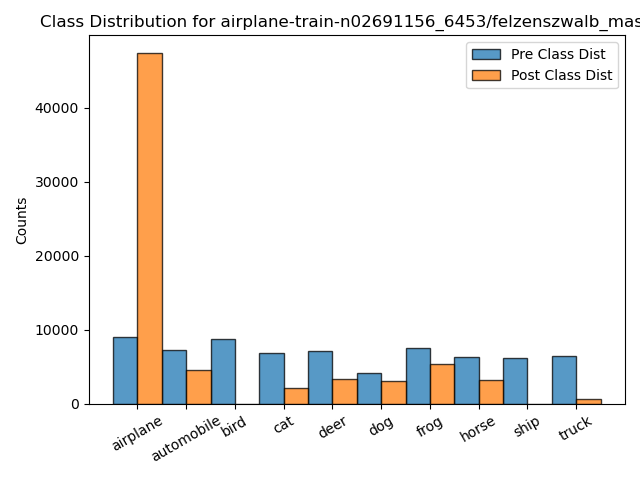 Class Distribution for airplane-train-n02691156_6453/felzenszwalb_mas
Pre Class Dist
Post Class Dist
Counts
40000
30000
20000
10000
0
airplane
automobile
bird
cat
deer
dog
frog
horse
ship
truck